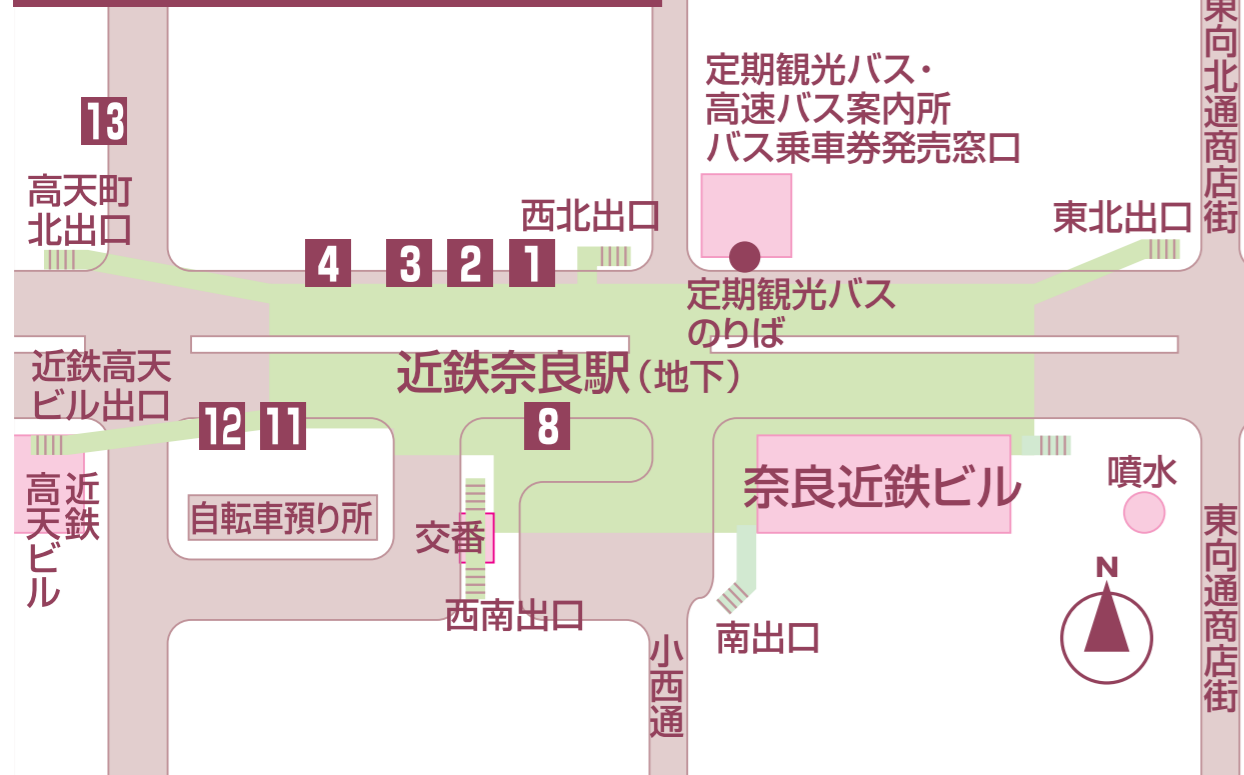 東向北通商店街
定期観光バス・
高速バス案内所
バス乗車券発売窓口
13
高天町
北出口
西北出口
東北出口
4
3
2
1
定期観光バス
のりば
近鉄奈良駅(地下)
近鉄高天
ビル出口
12
11
8
奈良近鉄ビル
噴水
近鉄
高天ビル
自転車預り所
交番
東向通商店街
N
西南出口
南出口
小西通